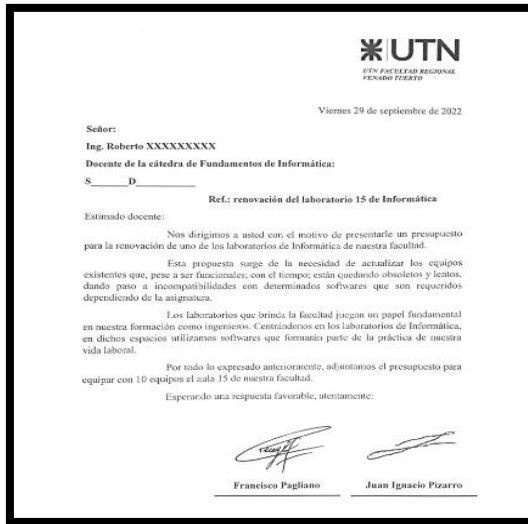 UTN
UTN FACULTAD REGIONAL
VENADO TUERTO
Viernes 29 de septiembre de 2022
Señor:
Ing. Roberto XXXXXXXXX
Docente de la cátedra de Fundamentos de Informática:
S______D__________
Ref.: renovación del laboratorio 15 de Informática
Estimado docente:
Nos dirigimos a usted con el motivo de presentarle un presupuesto
para la renovación de uno de los laboratorios de Informática de nuestra facultad.
Esta propuesta surge de la necesidad de actualizar los equipos
existentes que, pese a ser funcionales; con el tiempo; están quedando obsoletos y lentos,
dando paso a incompatibilidades con determinados softwares que son requeridos
dependiendo de la asignatura.
Los laboratorios que brinda la facultad juegan un papel fundamental
en nuestra formación como ingenieros. Centrándonos en los laboratorios de Informática,
en dichos espacios utilizamos softwares que formarán parte de la práctica de nuestra
vida laboral.
Por todo lo expresado anteriormente, adjuntamos el presupuesto para
equipar con 10 equipos el aula 15 de nuestra facultad.
Esperando una respuesta favorable, atentamente:
Francisco Pagliano Juan Ignacio Pizarro